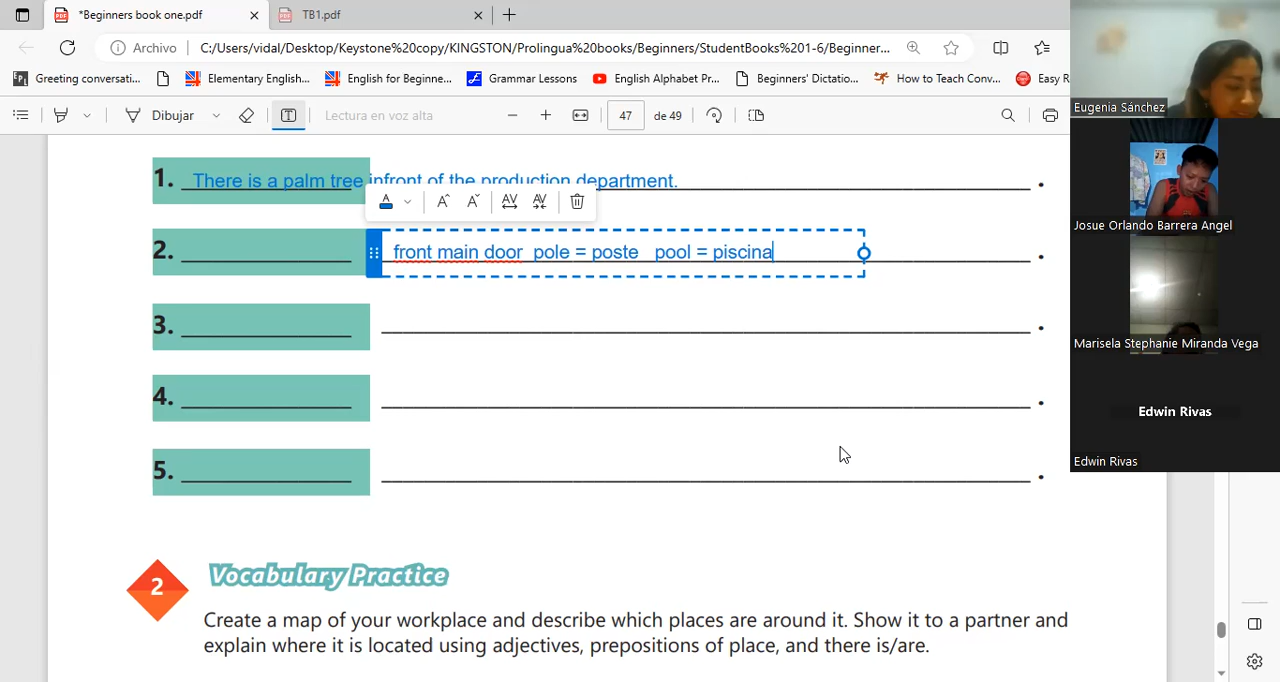 *Beginners book one.pdf
TB1.pdf
Archivo
C:/Users/vidal/Desktop/Keystone%20copy/KINGSTON/Prolingua%20books/Beginners/StudentBooks%201-6/Beginner...
Greeting conversati...
Elementary English...
English for Beginne...
Grammar Lessons
English Alphabet Pr...
Beginners' Dictatio...
How to Teach Conv...
Easy R
Dibujar
Lectura en voz alta
47
de 49
1. There is a palm tree infront of the production department.
2. front main door pole = poste pool = piscina
3.
4.
5.
2
Vocabulary Practice
Create a map of your workplace and describe which places are around it. Show it to a partner and
explain where it is located using adjectives, prepositions of place, and there is/are.
Eugenia Sánchez
Josue Orlando Barrera Angel
Marisela Stephanie Miranda Vega
Edwin Rivas
Edwin Rivas